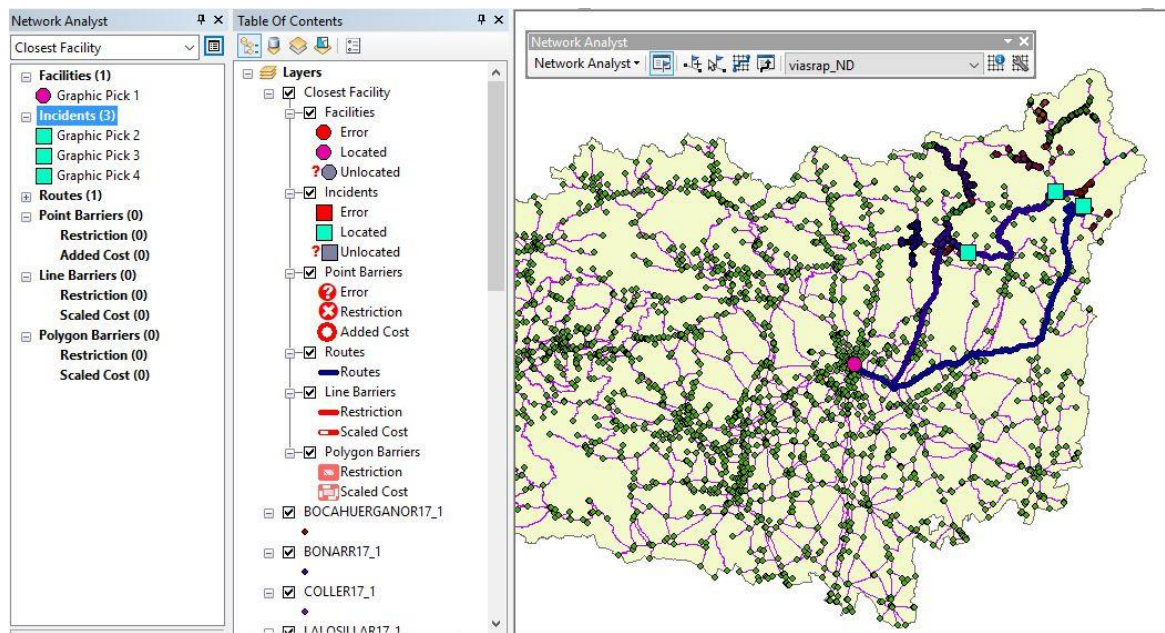 Network Analyst
Closest Facility
Facilities (1)
Graphic Pick 1
Incidents (3)
Graphic Pick 2
Graphic Pick 3
Graphic Pick 4
Routes (1)
Point Barriers (0)
Restriction (0)
Added Cost (0)
Line Barriers (0)
Restriction (0)
Scaled Cost (0)
Polygon Barriers (0)
Restriction (0)
Scaled Cost (0)
Table Of Contents
Layers
Closest Facility
Facilities
Error
Located
? Unlocated
Incidents
Error
Located
? Unlocated
Point Barriers
? Error
Restriction
Added Cost
Routes
Routes
Line Barriers
Restriction
Scaled Cost
Polygon Barriers
Restriction
Scaled Cost
BOCAHUERGANOR17_1
BONARR17_1
COLLER17_1
LALOSILLAR17_1
Network Analyst
Network Analyst viasrap_ND